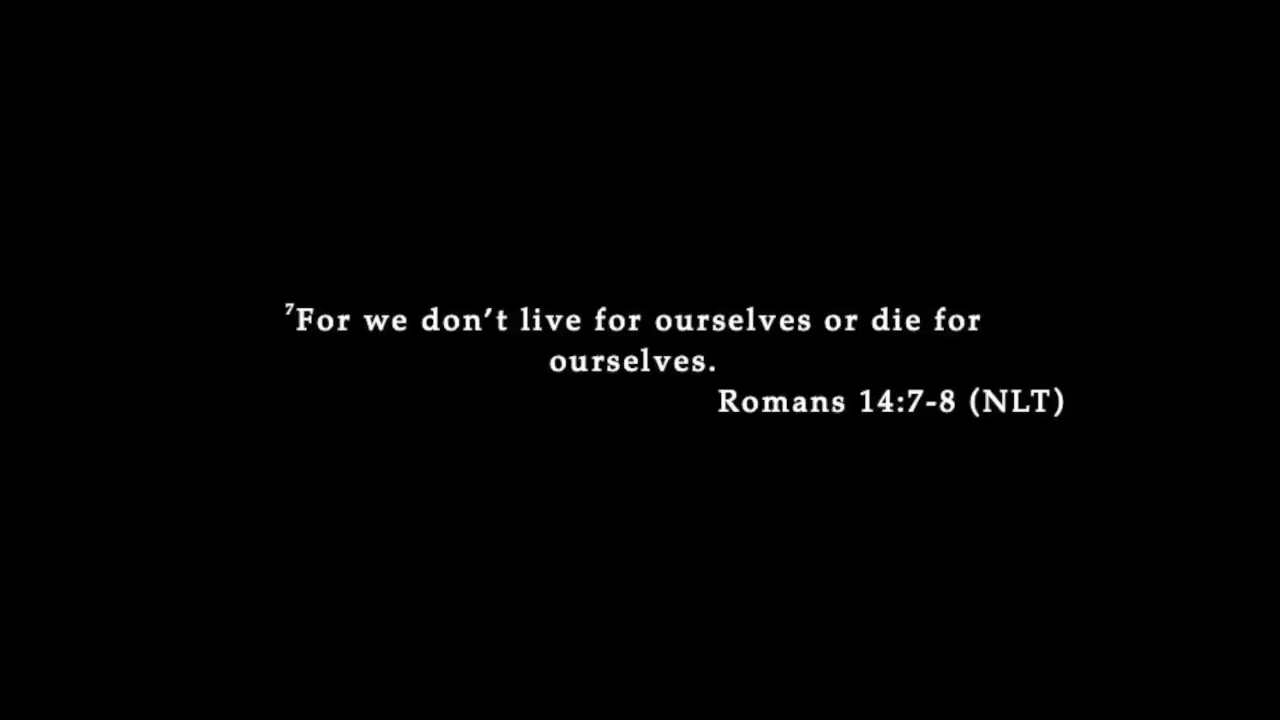 ⁷For we don’t live for ourselves or die for
ourselves.
Romans 14:7-8 (NLT)